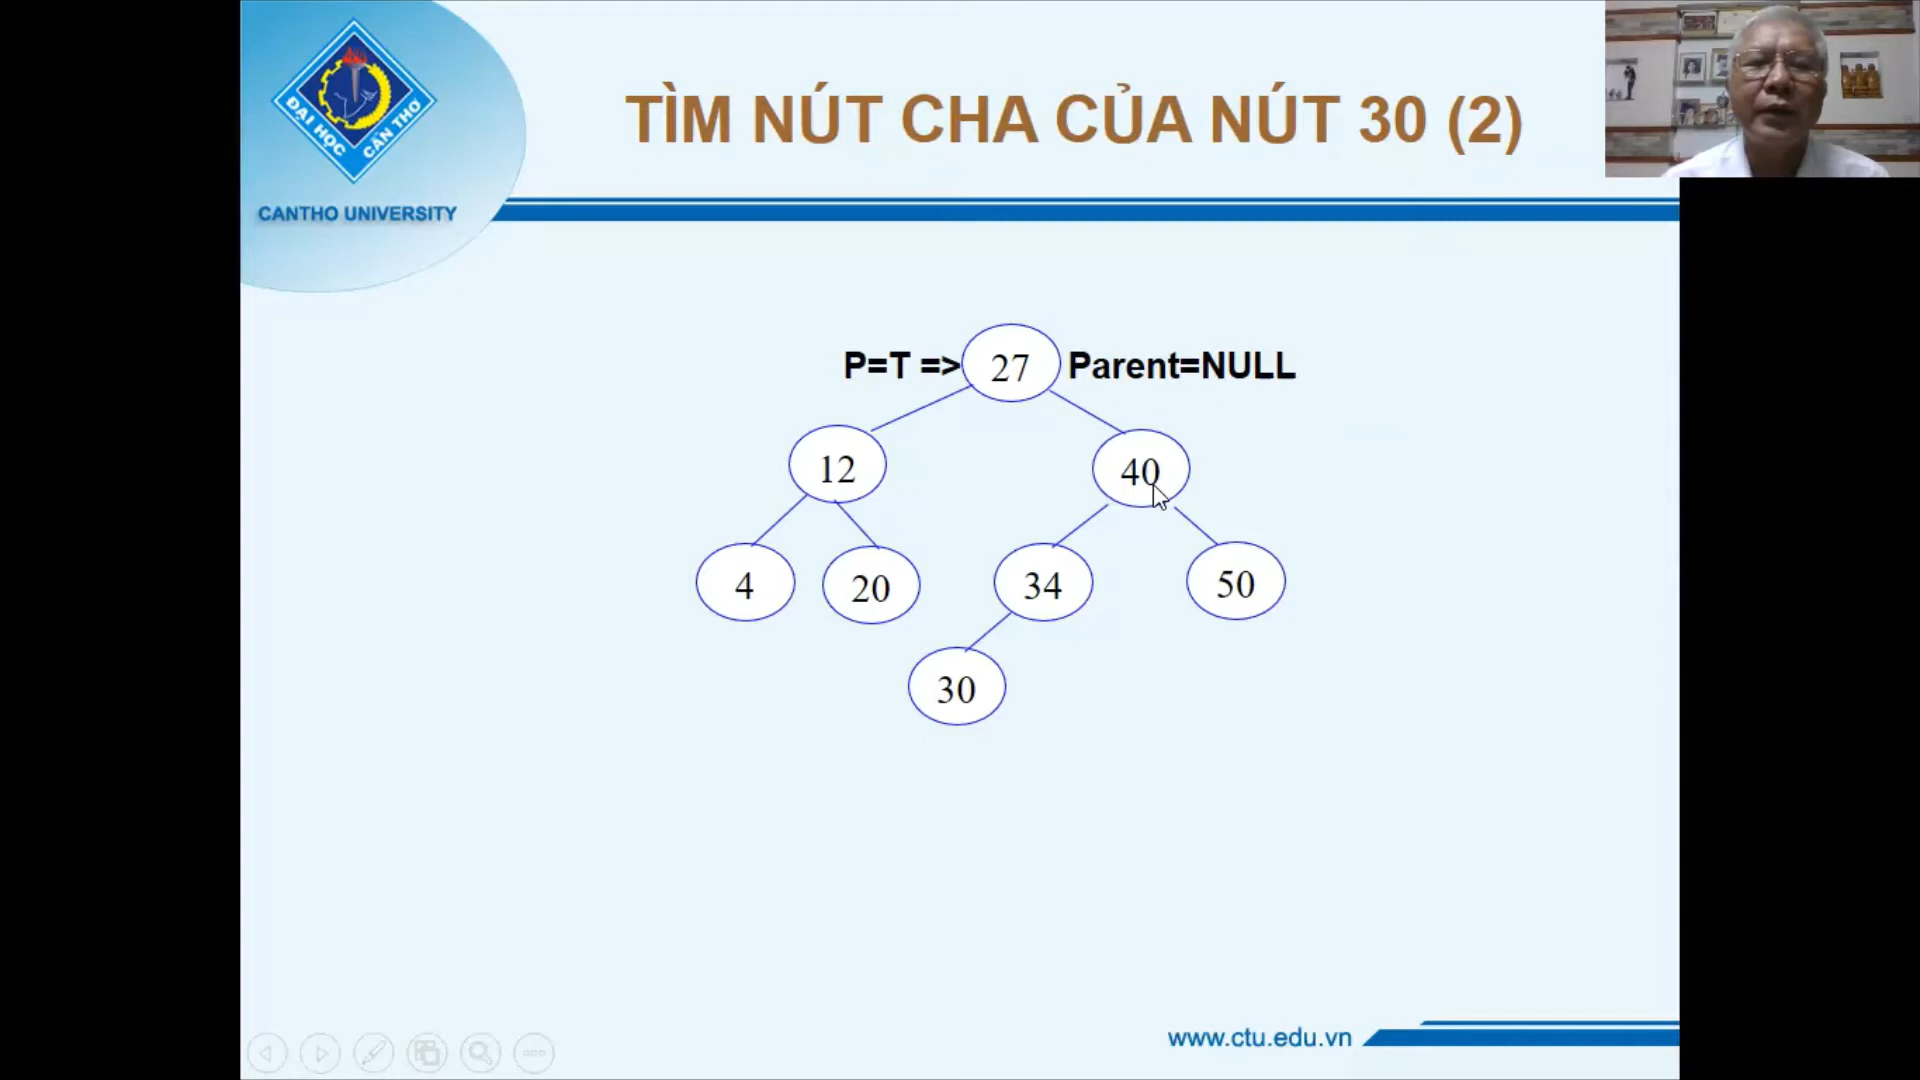 ĐẠI HỌC
CẦN THƠ
CANTHO UNIVERSITY
TÌM NÚT CHA CỦA NÚT 30 (2)
P=T => 27 Parent=NULL
12 40
4 20 34 50
30
www.ctu.edu.vn